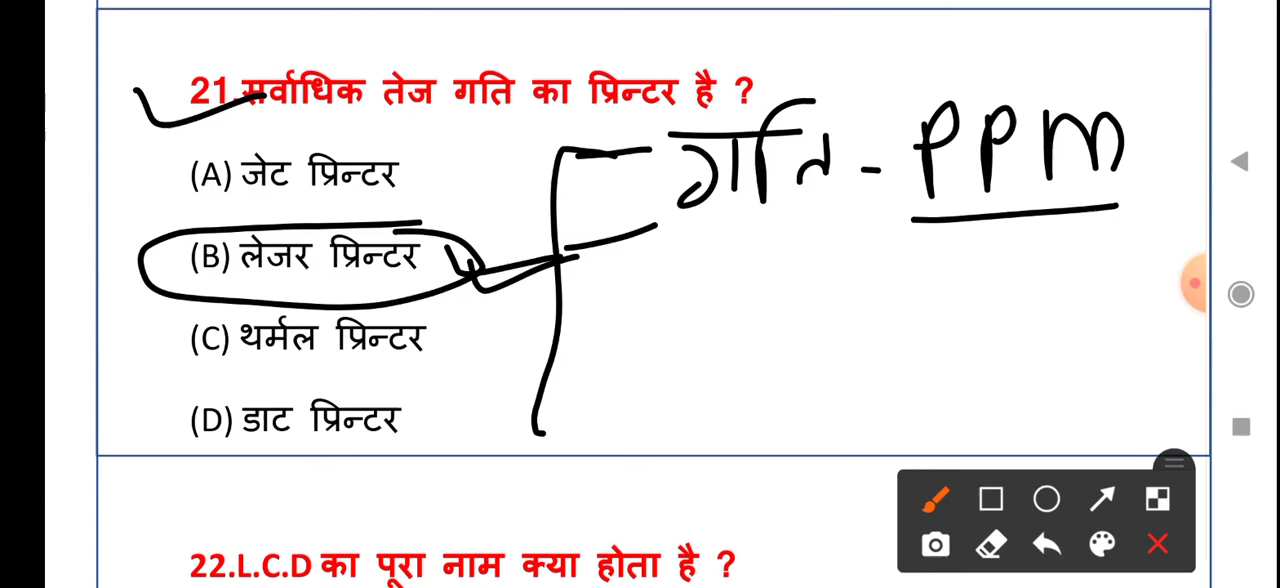 21.सर्वाधिक तेज गति का प्रिन्टर है ?
गति - PPM
(A) जेट प्रिन्टर
(B) लेजर प्रिन्टर
(C) थर्मल प्रिन्टर
(D) डाट प्रिन्टर
22.L.C.D का पूरा नाम क्या होता है ?